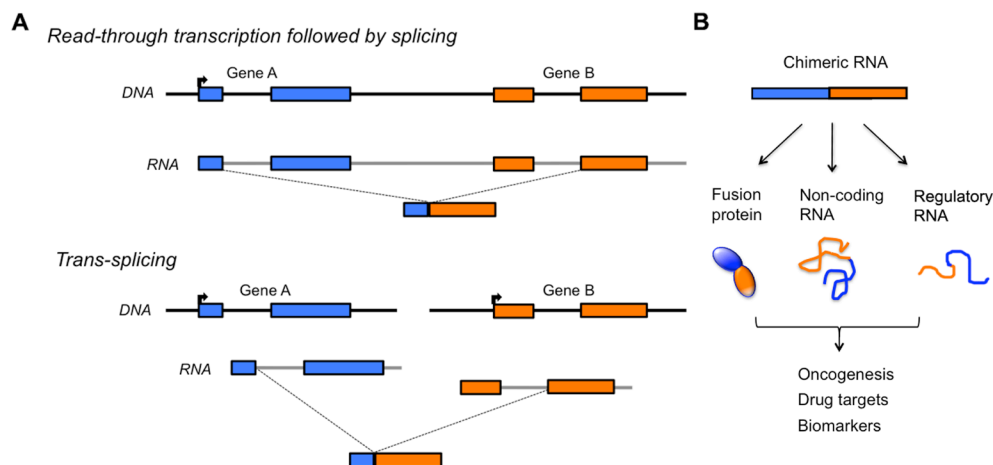 A
Read-through transcription followed by splicing
Gene A
Gene B
DNA
RNA
Trans-splicing
Gene A
Gene B
DNA
RNA
B
Chimeric RNA
Fusion
protein
Non-coding
RNA
Regulatory
RNA
Oncogenesis
Drug targets
Biomarkers